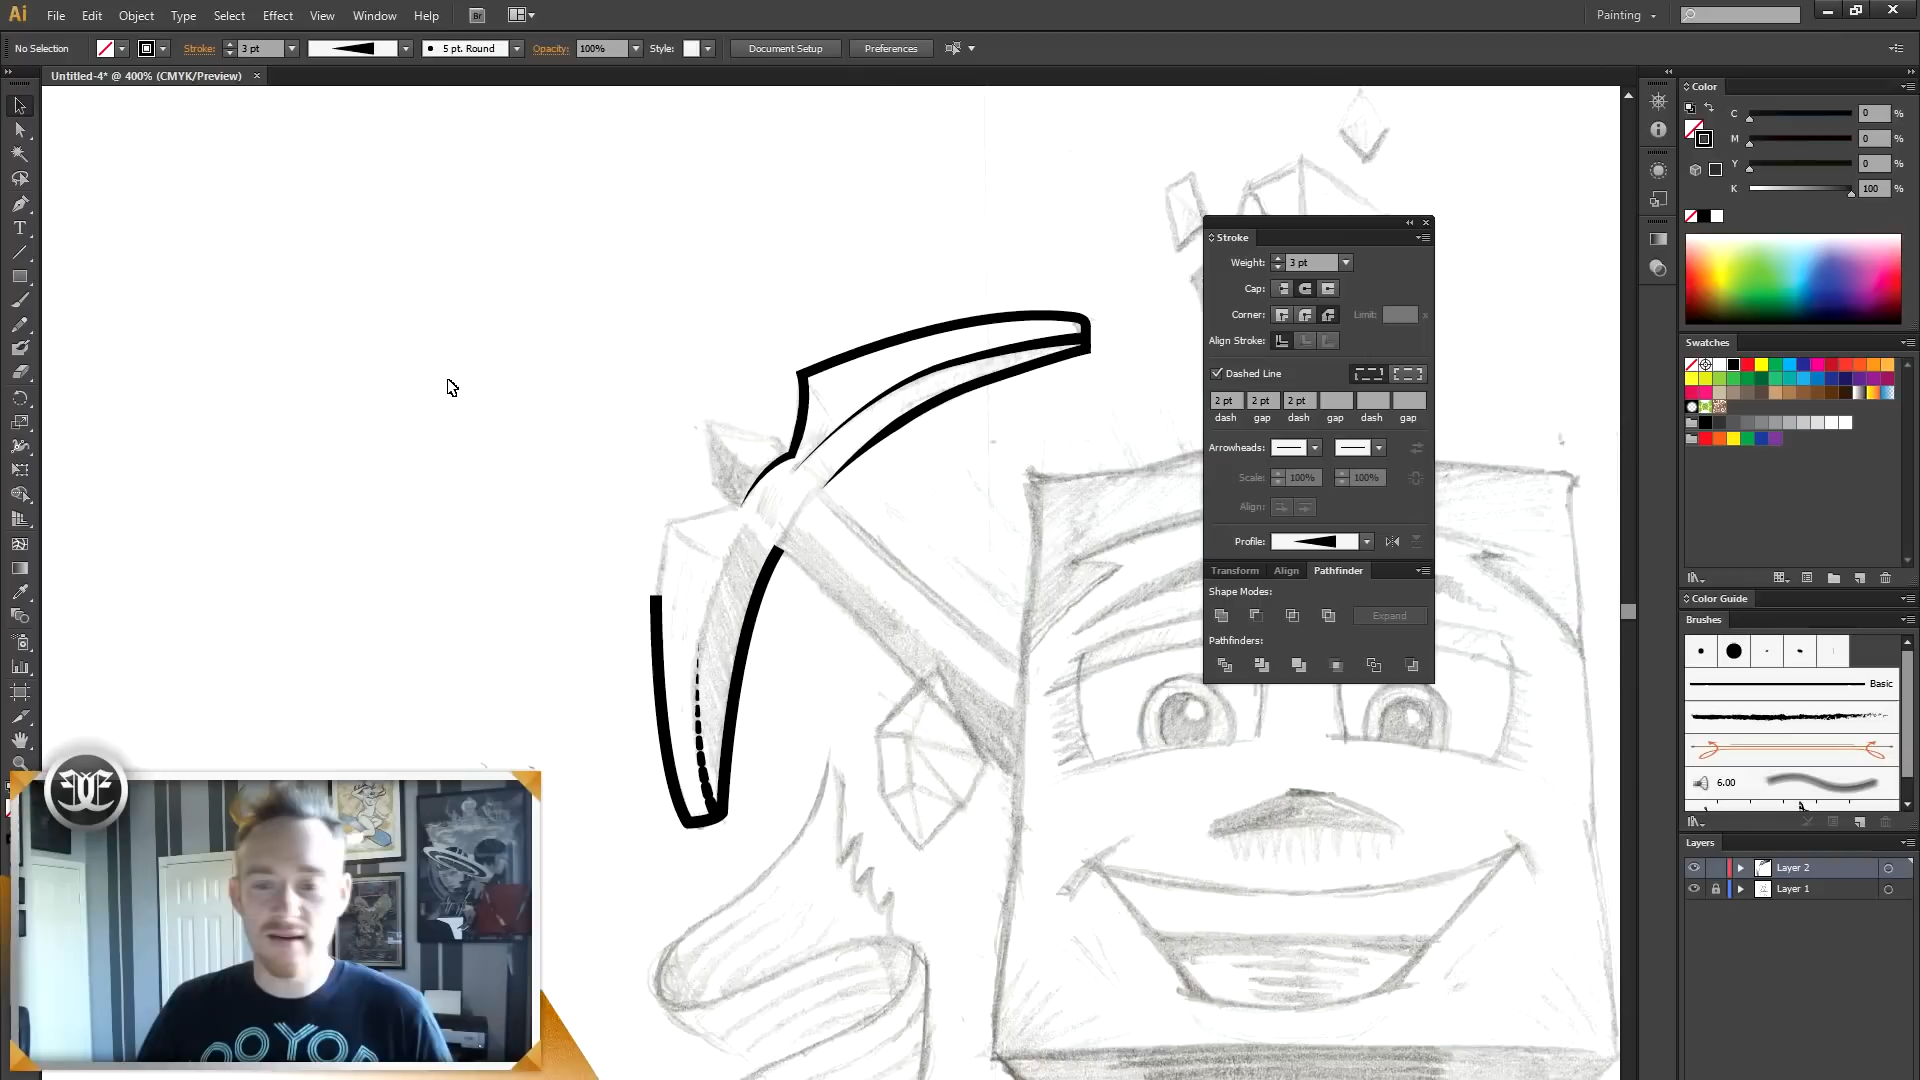 Ai File Edit Object Type Select Effect View Window Help Br Painting
No Selection Stroke: 3 pt 5 pt. Round Opacity: 100% Style: Document Setup Preferences
Untitled-4* @ 400% (CMYK/Preview)
Color
C 0 %
M 0 %
Y 0 %
K 100 %
Stroke
Weight: 3 pt
Cap:
Corner: Limit: x
Align Stroke:
Dashed Line
2 pt 2 pt 2 pt
dash gap dash gap dash gap
Arrowheads:
Scale: 100% 100%
Align:
Profile:
Transform Align Pathfinder
Shape Modes:
Expand
Pathfinders:
Swatches
Color Guide
Brushes
Basic
6.00
Layers
Layer 2
Layer 1
OOYOO